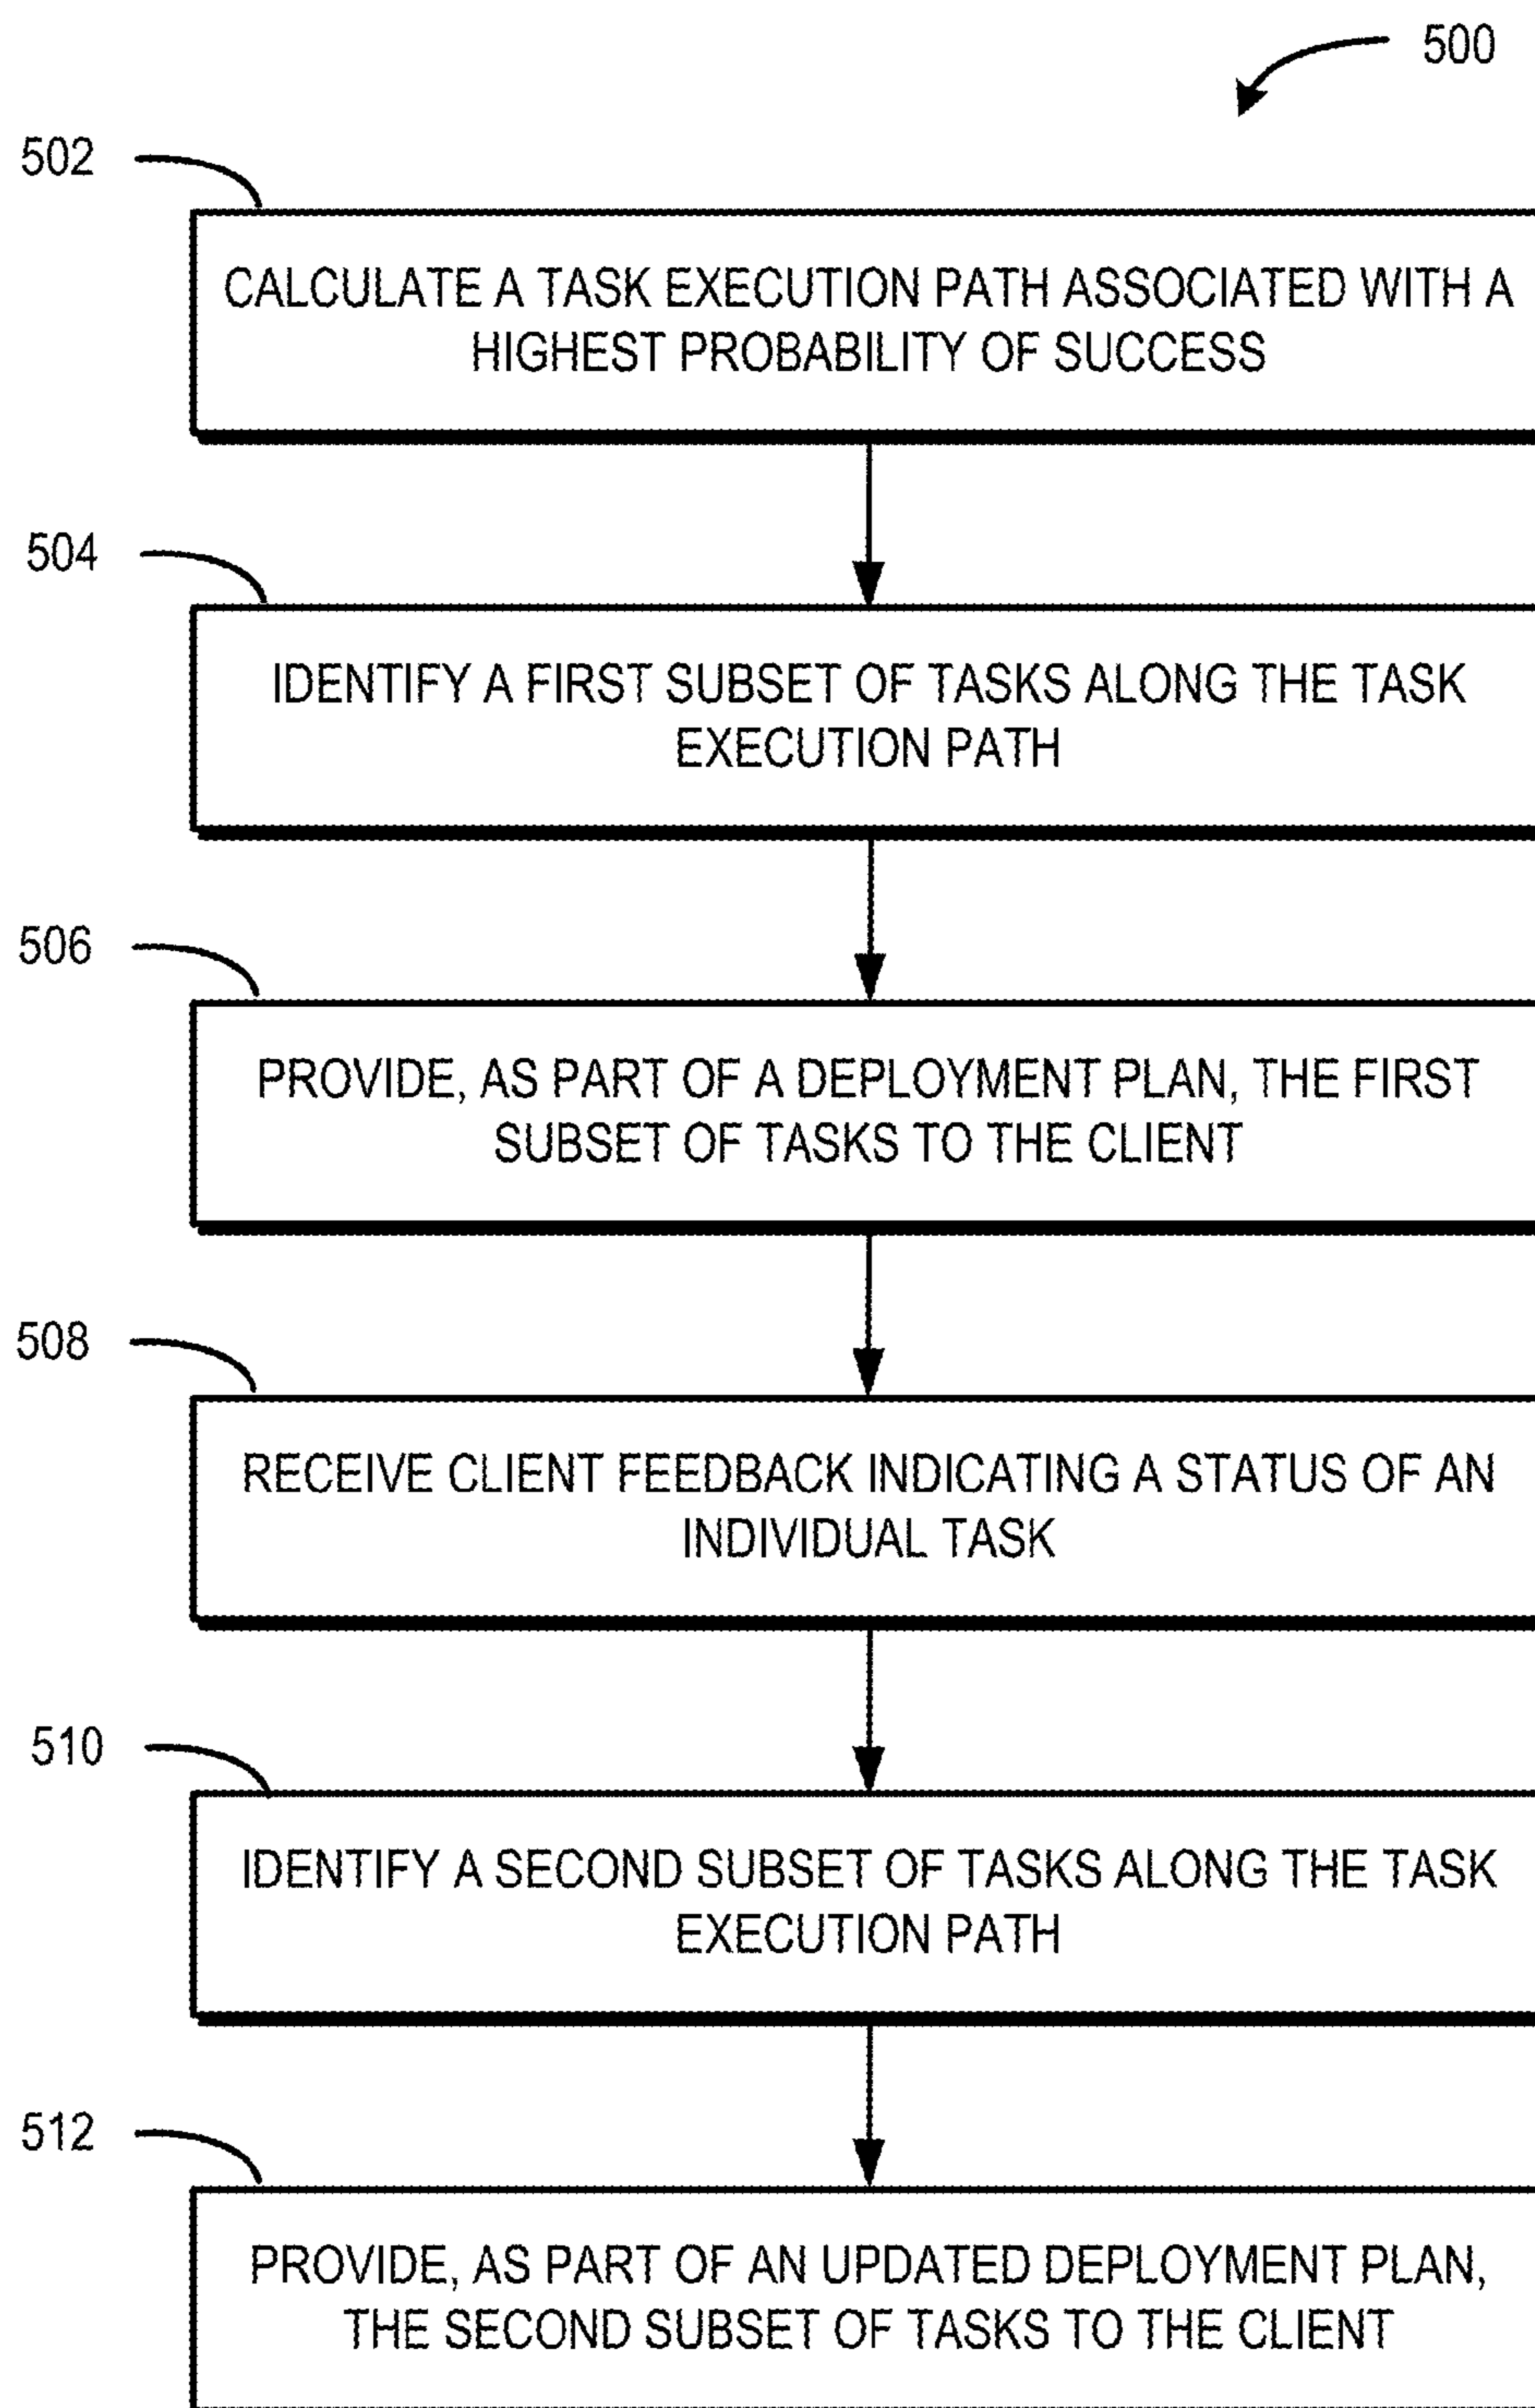 500
502
CALCULATE A TASK EXECUTION PATH ASSOCIATED WITH A
HIGHEST PROBABILITY OF SUCCESS
504
IDENTIFY A FIRST SUBSET OF TASKS ALONG THE TASK
EXECUTION PATH
506
PROVIDE, AS PART OF A DEPLOYMENT PLAN, THE FIRST
SUBSET OF TASKS TO THE CLIENT
508
RECEIVE CLIENT FEEDBACK INDICATING A STATUS OF AN
INDIVIDUAL TASK
510
IDENTIFY A SECOND SUBSET OF TASKS ALONG THE TASK
EXECUTION PATH
512
PROVIDE, AS PART OF AN UPDATED DEPLOYMENT PLAN,
THE SECOND SUBSET OF TASKS TO THE CLIENT